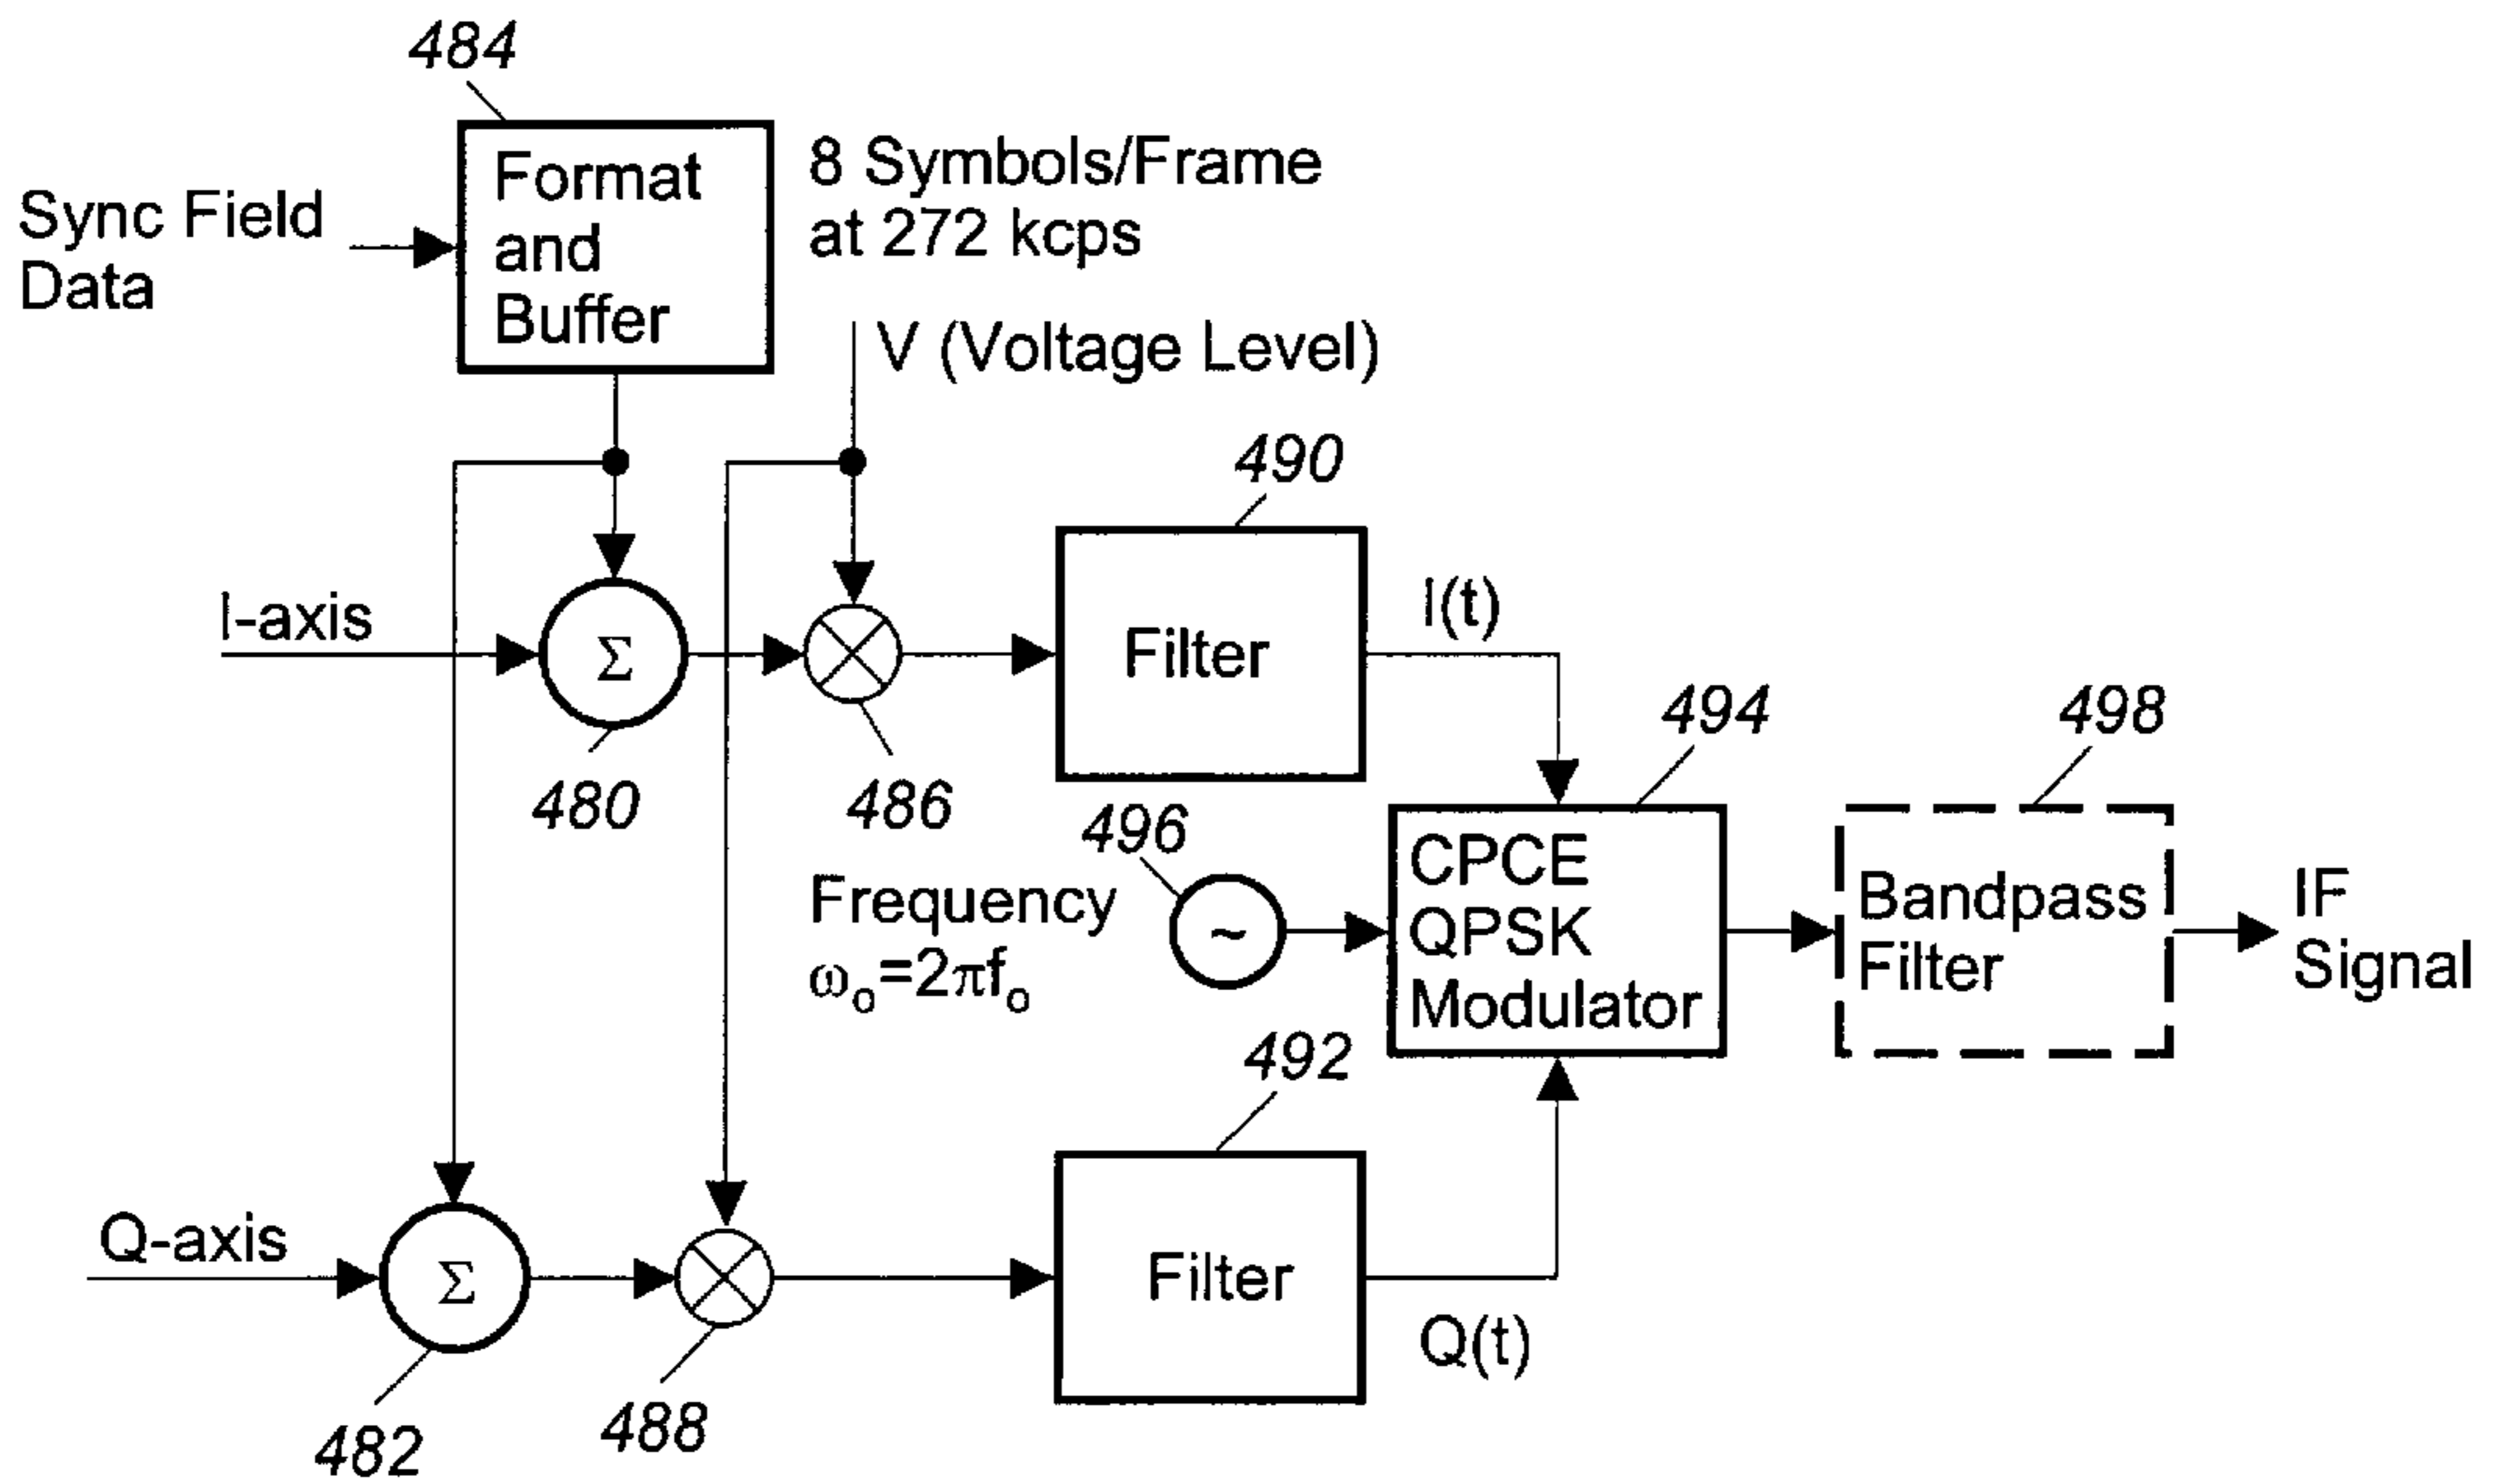 484
Format
and
Buffer
8 Symbols/Frame
at 272 kcps
Sync Field
Data
V (Voltage Level)
490
I-axis
Σ
Filter
I(t)
480
486
494
498
496
Frequency
ω₀=2πf₀
~
CPCE
QPSK
Modulator
Bandpass
Filter
IF
Signal
492
Q-axis
Σ
Filter
Q(t)
482
488